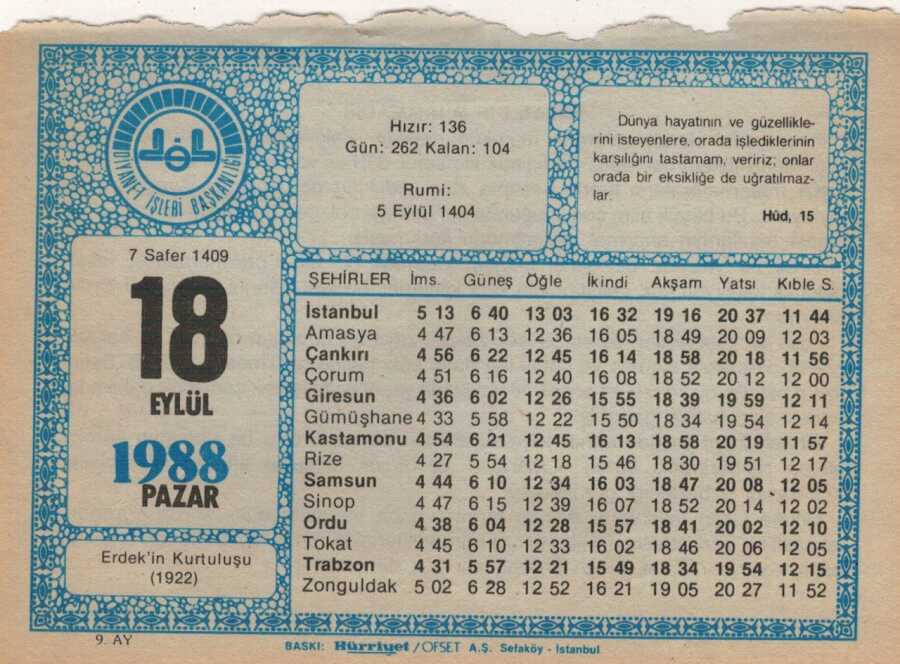 DİYANET İŞLERİ BAŞKANLIĞI
Hızır: 136
Gün: 262 Kalan: 104
Rumi:
5 Eylül 1404
Dünya hayatının ve güzellikle-
rini isteyenlere, orada işlediklerinin
karşılığını tastamam, veririz; onlar
orada bir eksikliğe de uğratılmaz-
lar.
Hûd, 15
7 Safer 1409
18
EYLÜL
1988
PAZAR
Erdek'in Kurtuluşu
(1922)
ŞEHİRLER İms. Güneş Öğle İkindi Akşam Yatsı Kıble S.
İstanbul 5 13 6 40 13 03 16 32 19 16 20 37 11 44
Amasya 4 47 6 13 12 36 16 05 18 49 20 09 12 03
Çankırı 4 56 6 22 12 45 16 14 18 58 20 18 11 56
Çorum 4 51 6 16 12 40 16 08 18 52 20 12 12 00
Giresun 4 36 6 02 12 26 15 55 18 39 19 59 12 11
Gümüşhane 4 33 5 58 12 22 15 50 18 34 19 54 12 14
Kastamonu 4 54 6 21 12 45 16 13 18 58 20 19 11 57
Rize 4 27 5 54 12 18 15 46 18 30 19 51 12 17
Samsun 4 44 6 10 12 34 16 03 18 47 20 08 12 05
Sinop 4 47 6 15 12 39 16 07 18 52 20 14 12 02
Ordu 4 38 6 04 12 28 15 57 18 41 20 02 12 10
Tokat 4 45 6 10 12 33 16 02 18 46 20 06 12 05
Trabzon 4 31 5 57 12 21 15 49 18 34 19 54 12 15
Zonguldak 5 02 6 28 12 52 16 21 19 05 20 27 11 52
9. AY
BASKI: Hürriyet / OFSET A.Ş. Sefaköy - İstanbul